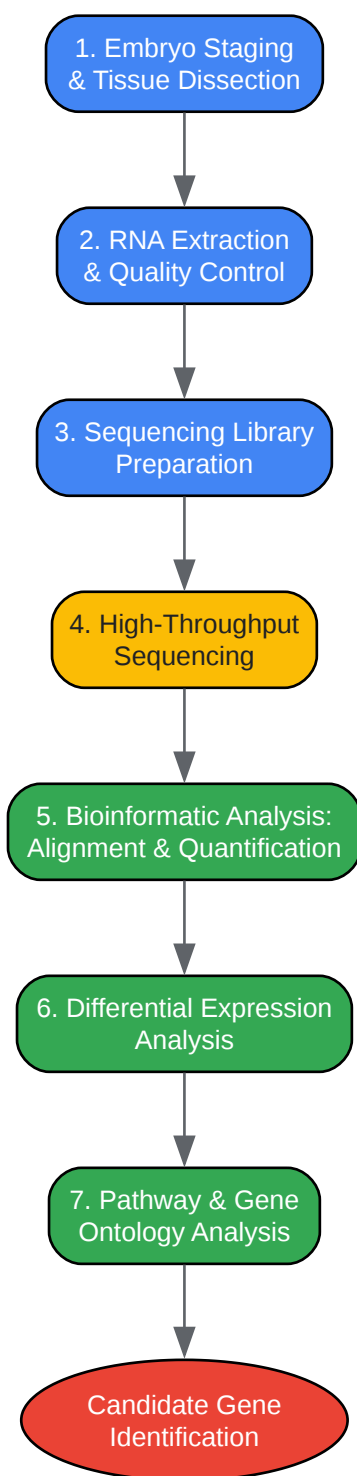 1. Embryo Staging
& Tissue Dissection
2. RNA Extraction
& Quality Control
3. Sequencing Library
Preparation
4. High-Throughput
Sequencing
5. Bioinformatic Analysis:
Alignment & Quantification
6. Differential Expression
Analysis
7. Pathway & Gene
Ontology Analysis
Candidate Gene
Identification